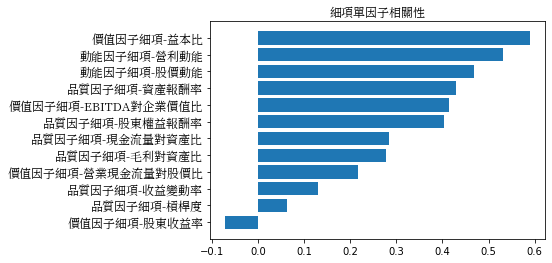 細項單因子相關性
價值因子細項-益本比
動能因子細項-營利動能
動能因子細項-股價動能
品質因子細項-資產報酬率
價值因子細項-EBITDA對企業價值比
品質因子細項-股東權益報酬率
品質因子細項-現金流量對資產比
品質因子細項-毛利對資產比
價值因子細項-營業現金流量對股價比
品質因子細項-收益變動率
品質因子細項-槓桿度
價值因子細項-股東收益率
−0.1 0.0 0.1 0.2 0.3 0.4 0.5 0.6